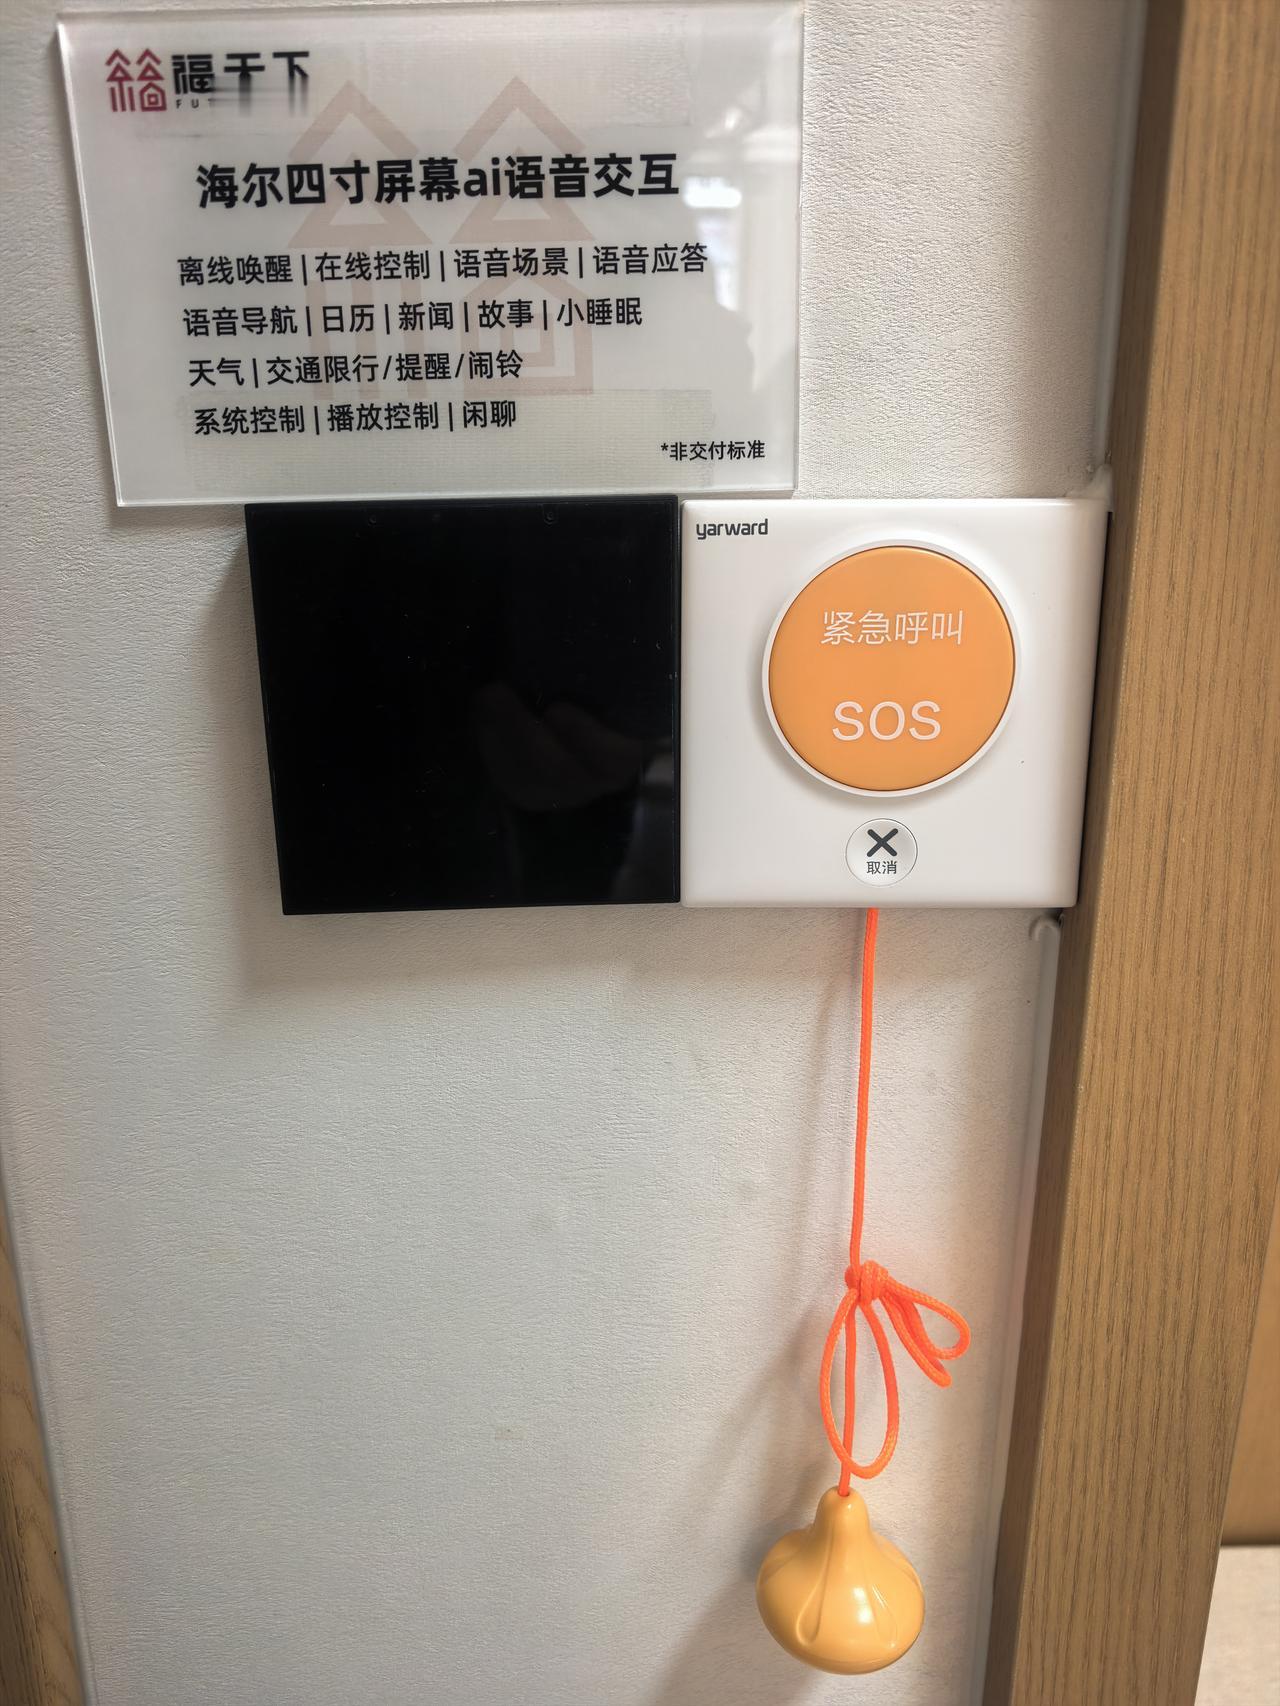 福天下
FUT
海尔四寸屏幕ai语音交互
离线唤醒|在线控制|语音场景|语音应答
语音导航|日历|新闻|故事|小睡眠
天气|交通限行/提醒/闹铃
系统控制|播放控制|闲聊
*非交付标准
yarward
紧急呼叫
SOS
取消